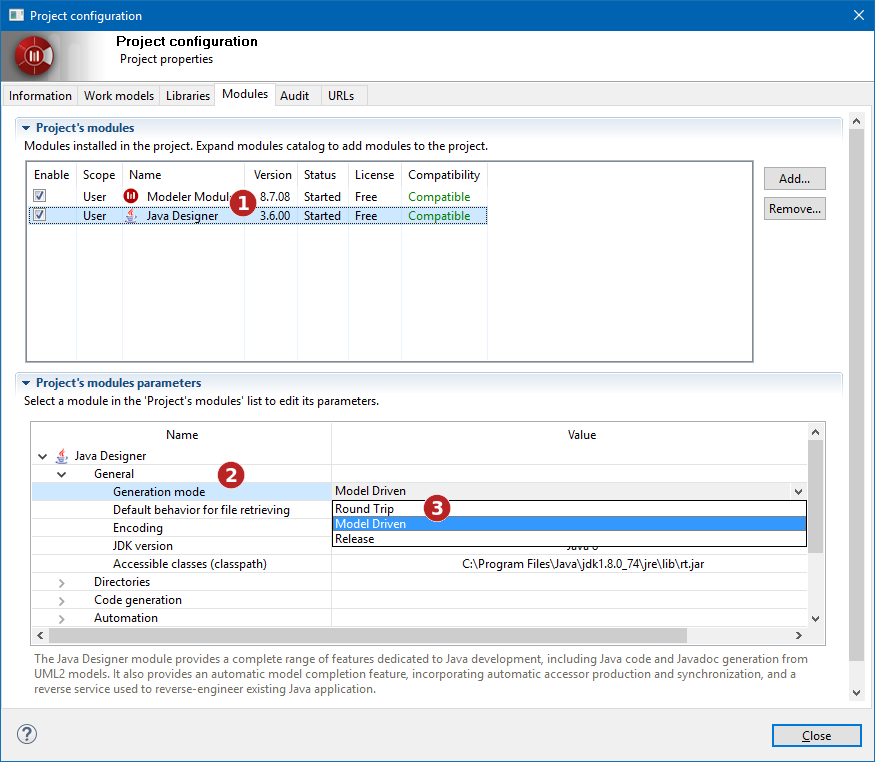 Project configuration
Project configuration
Project properties
Information Work models Libraries Modules Audit URLs
Project's modules
Modules installed in the project. Expand modules catalog to add modules to the project.
Enable Scope Name Version Status License Compatibility
User Modeler 1 8.7.08 Started Free Compatible
User Java Designer 3.6.00 Started Free Compatible
Add...
Remove...
Project's modules parameters
Select a module in the 'Project's modules' list to edit its parameters.
Name Value
Java Designer
General 2
Generation mode Model Driven
Default behavior for file retrieving Round Trip 3
Model Driven
Encoding
Release
JDK version
Accessible classes (classpath) C:\Program Files\Java\jdk1.8.0_74\jre\lib\rt.jar
Directories
Code generation
Automation
The Java Designer module provides a complete range of features dedicated to Java development, including Java code and Javadoc generation from
UML2 models. It also provides an automatic model completion feature, incorporating automatic accessor production and synchronization, and a
reverse service used to reverse-engineer existing Java application.
? Close